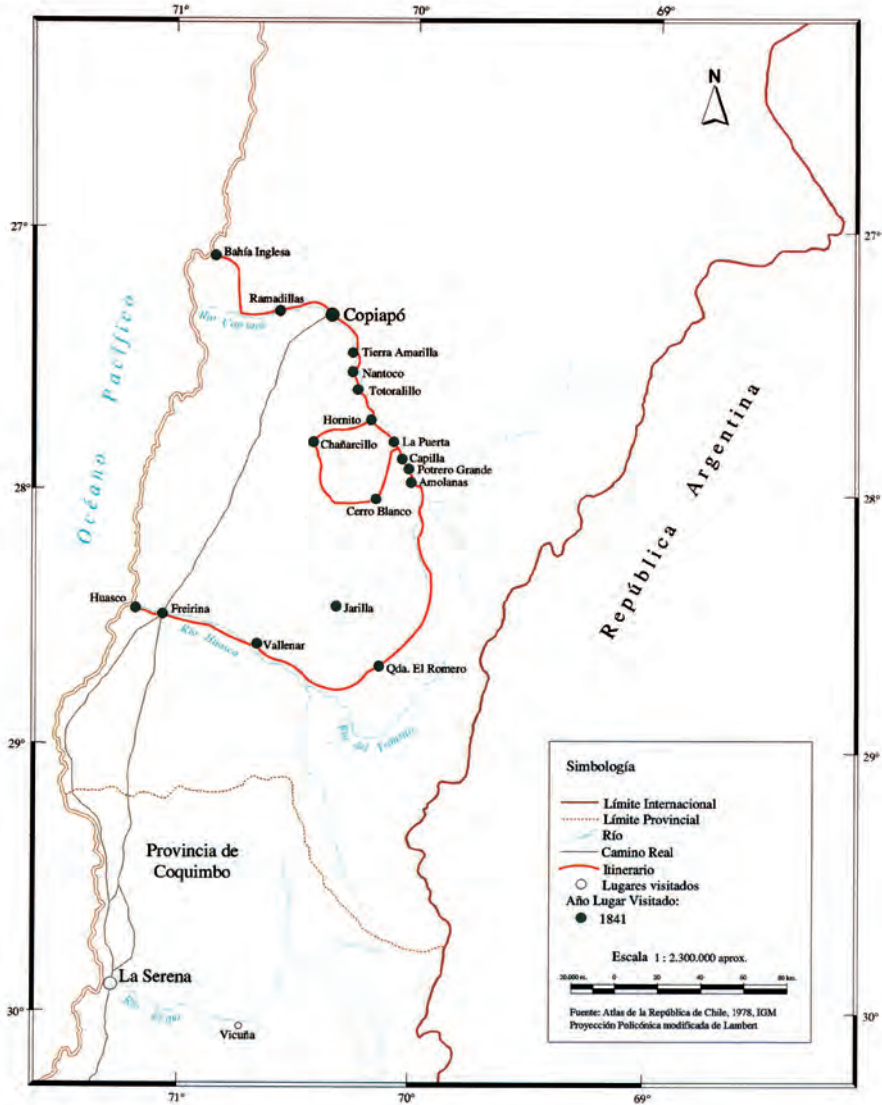 71°
70°
69°
N
27°
27°
Bahía Inglesa
Ramadillas
Río Copiapó
Copiapó
Tierra Amarilla
Nantoco
Totoralillo
Hornito
Chañarcillo
La Puerta
Capilla
Potrero Grande
Amolanas
Cerro Blanco
Océano Pacífico
República Argentina
28°
28°
Huasco
Freirina
Jarilla
Río Huasco
Vallenar
Qda. El Romero
29°
29°
del
Provincia de
Coquimbo
La Serena
Río Elqui
Vicuña
30°
30°
71°
70°
69°
Simbología
Límite Internacional
Límite Provincial
Río
Camino Real
Itinerario
Lugares visitados
Año Lugar Visitado:
1841
Escala 1 : 2.300.000 aprox.
20.000 m. 0 20 40 60 80 km.
Fuente: Atlas de la República de Chile, 1978, IGM
Proyección Policónica modificada de Lambert